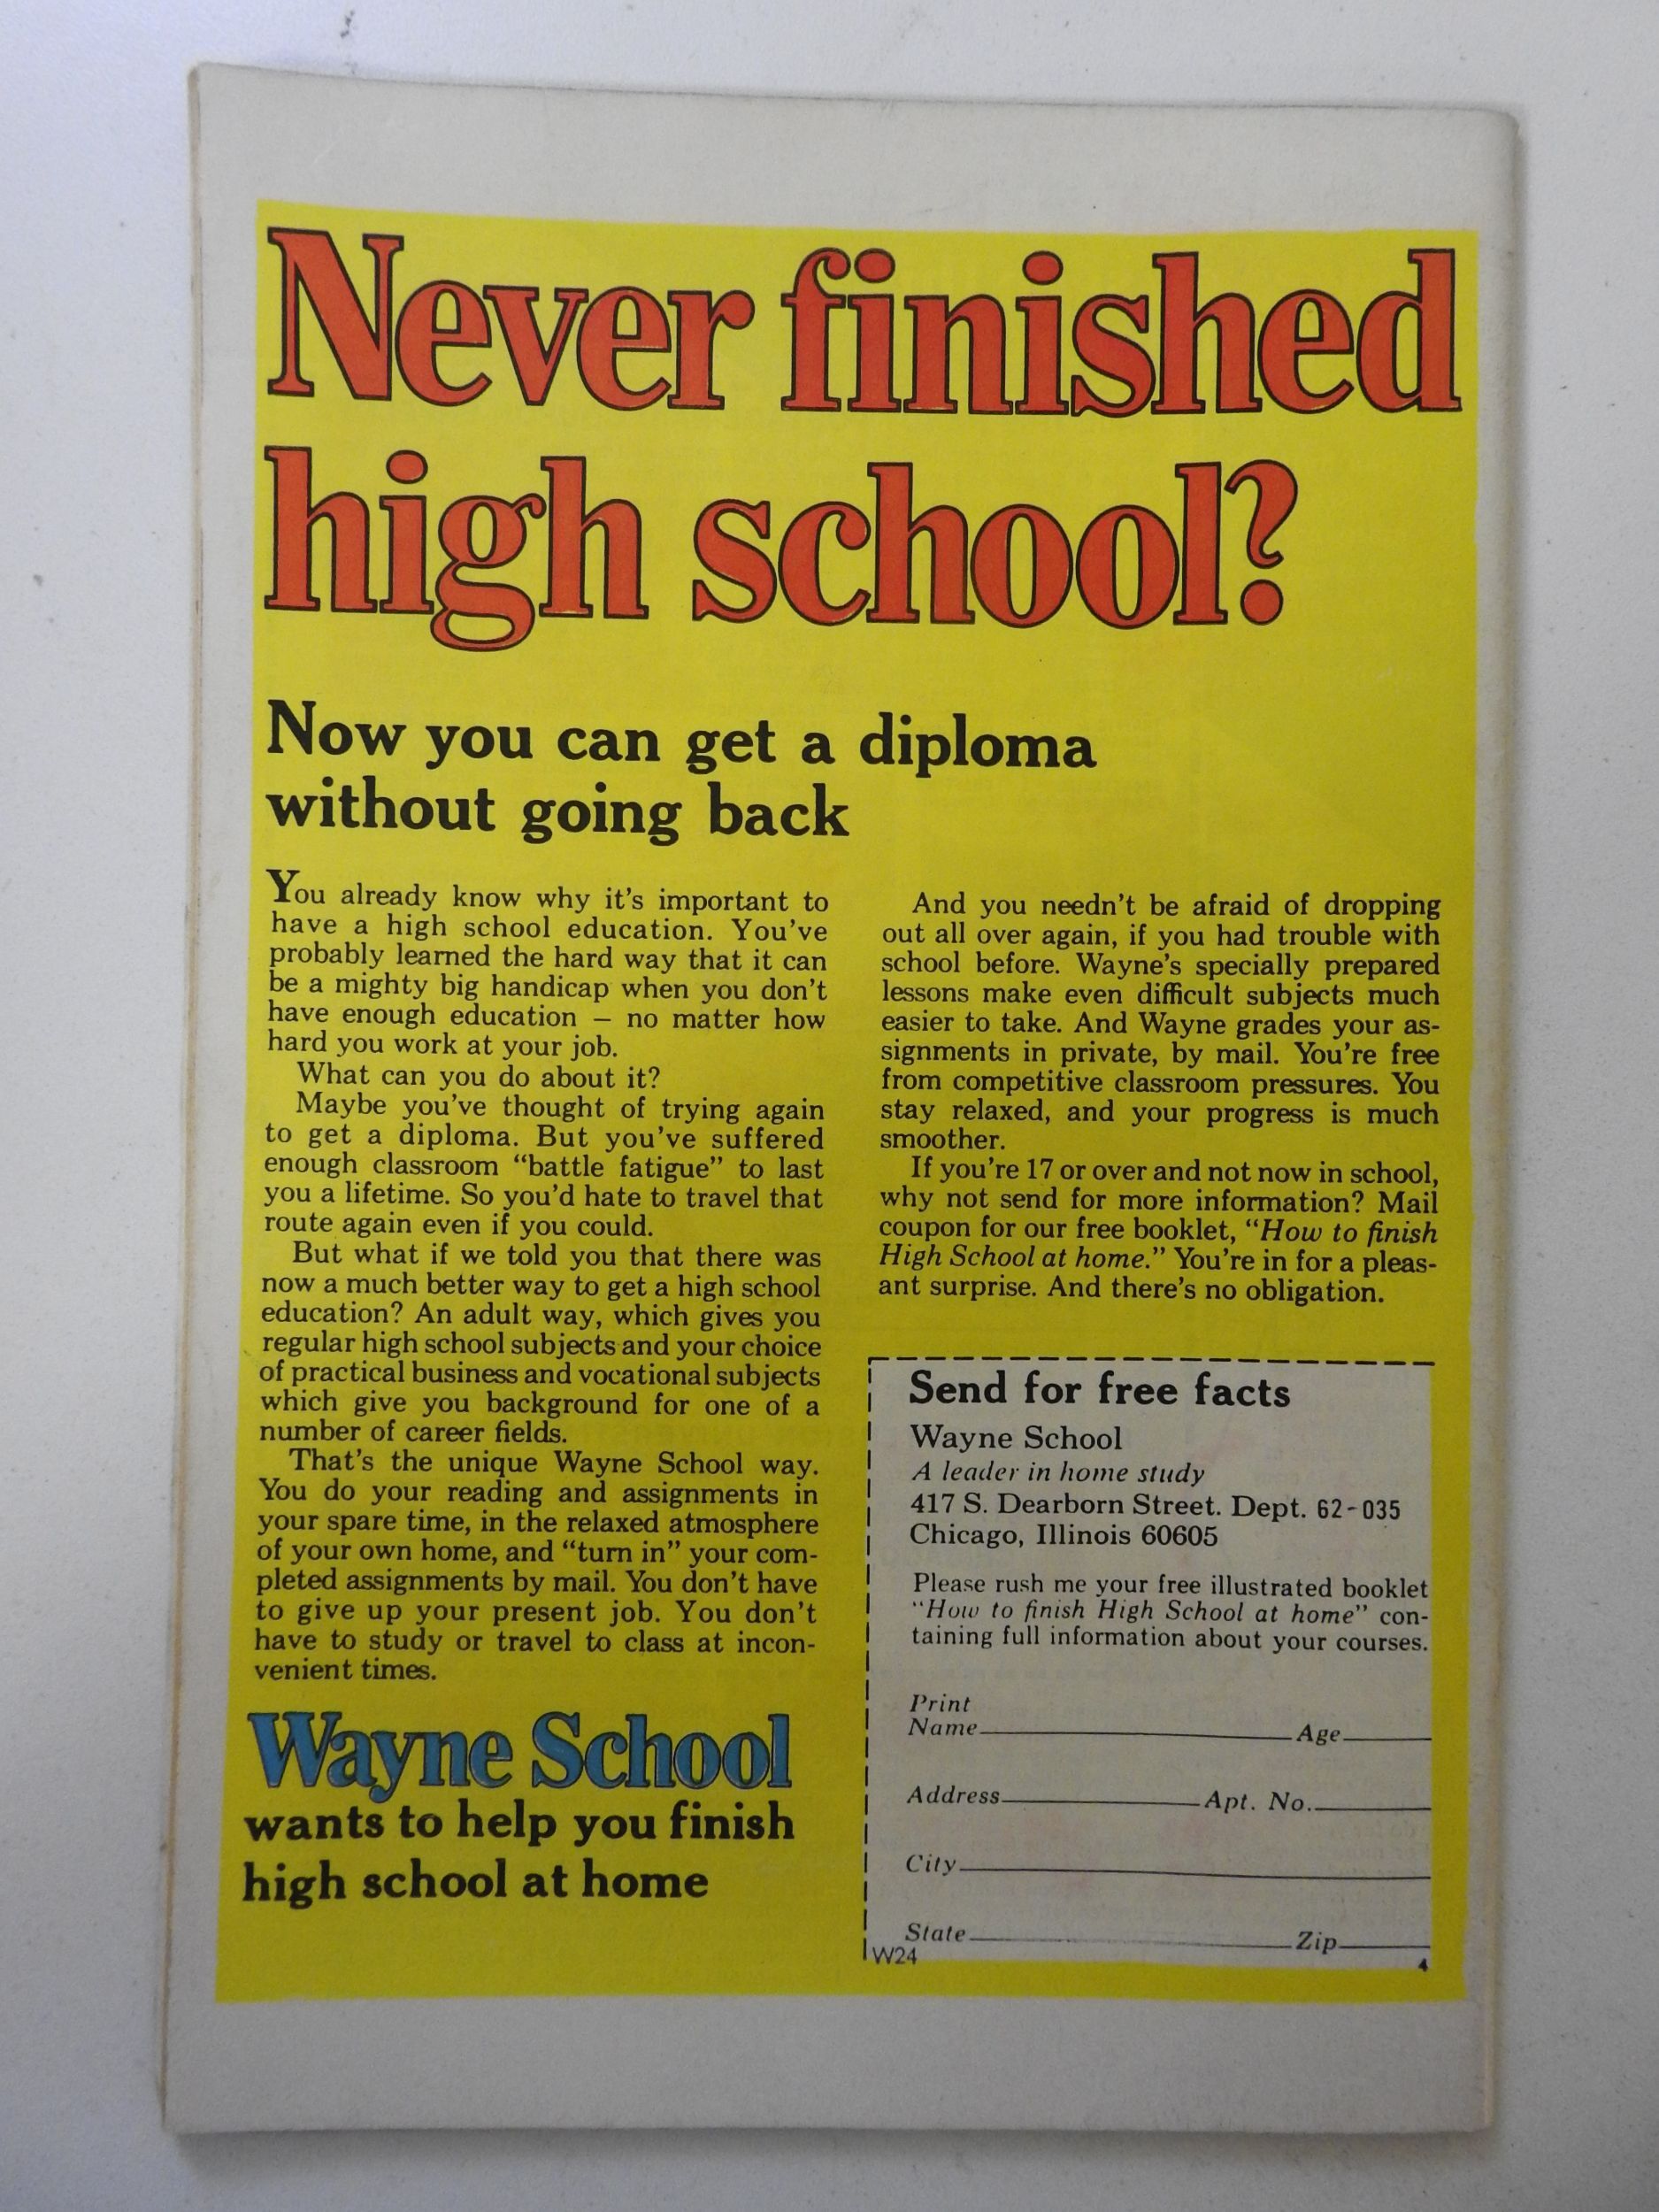 Never finished
high school?
Now you can get a diploma
without going back
You already know why it's important to
have a high school education. You've
probably learned the hard way that it can
be a mighty big handicap when you don't
have enough education — no matter how
hard you work at your job.
What can you do about it?
Maybe you've thought of trying again
to get a diploma. But you've suffered
enough classroom “battle fatigue” to last
you a lifetime. So you'd hate to travel that
route again even if you could.
But what if we told you that there was
now a much better way to get a high school
education? An adult way, which gives you
regular high school subjects and your choice
of practical business and vocational subjects
which give you background for one of a
number of career fields.
That's the unique Wayne School way.
You do your reading and assignments in
your spare time, in the relaxed atmosphere
of your own home, and “turn in” your com-
pleted assignments by mail. You don't have
to give up your present job. You don't
have to study or travel to class at incon-
venient times.
Wayne School
wants to help you finish
high school at home
And you needn't be afraid of dropping
out all over again, if you had trouble with
school before. Wayne's specially prepared
lessons make even difficult subjects much
easier to take. And Wayne grades your as-
signments in private, by mail. You're free
from competitive classroom pressures. You
stay relaxed, and your progress is much
smoother.
If you're 17 or over and not now in school,
why not send for more information? Mail
coupon for our free booklet, “How to finish
High School at home.” You're in for a pleas-
ant surprise. And there's no obligation.
Send for free facts
Wayne School
A leader in home study
417 S. Dearborn Street. Dept. 62-035
Chicago, Illinois 60605
Please rush me your free illustrated booklet
“How to finish High School at home” con-
taining full information about your courses.
Print
Name Age
Address Apt. No.
City
State Zip
W24 4